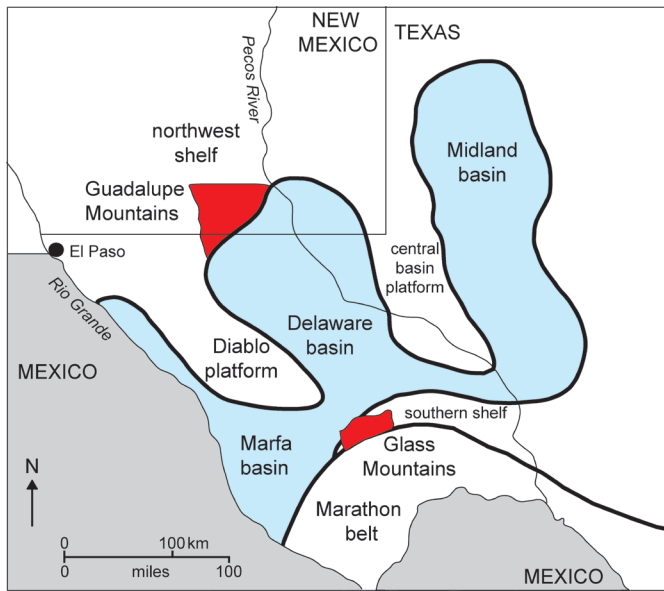 NEW
MEXICO
TEXAS
Pecos River
northwest
shelf
Midland
basin
Guadalupe
Mountains
El Paso
central
basin
platform
Rio Grande
Delaware
basin
Diablo
platform
MEXICO
southern shelf
Marfa
basin
Glass
Mountains
N
Marathon
belt
0 100 km
0 miles 100
MEXICO